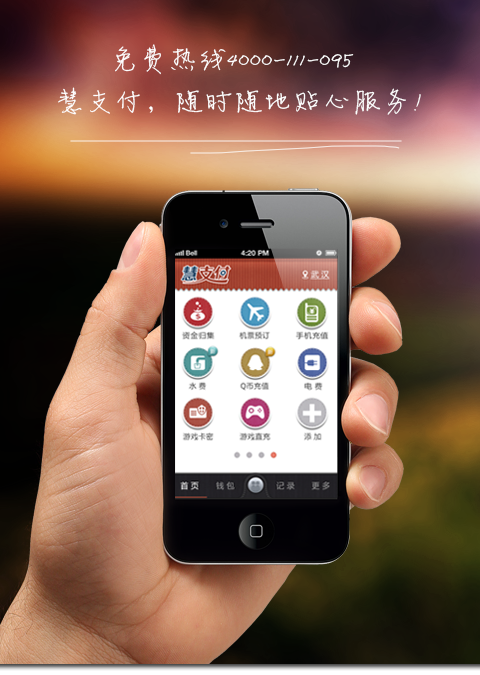 免费热线4000-111-095
慧支付，随时随地贴心服务！
Bell 4:20 PM
慧支付 武汉
资金归集 机票预订 手机充值
水费 Q币充值 电费
游戏卡密 游戏直充 添加
首页 钱包 记录 更多